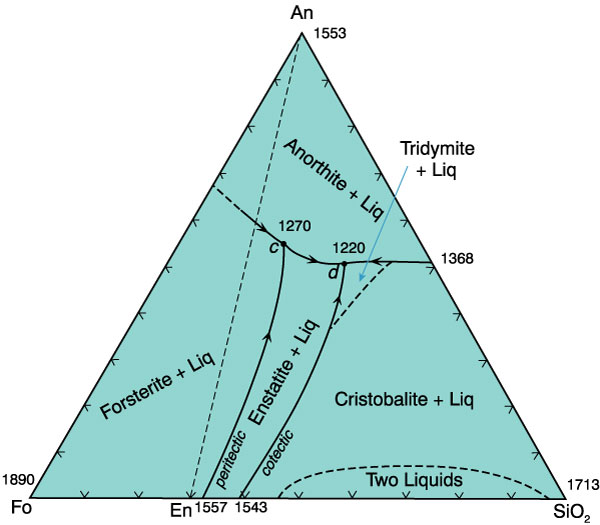 An
1553
Tridymite
+ Liq
Anorthite + Liq
1270
c
1220
d
1368
Forsterite + Liq
Enstatite + Liq
Cristobalite + Liq
peritectic
cotectic
Two Liquids
1890
1713
Fo
En
1557
1543
SiO₂